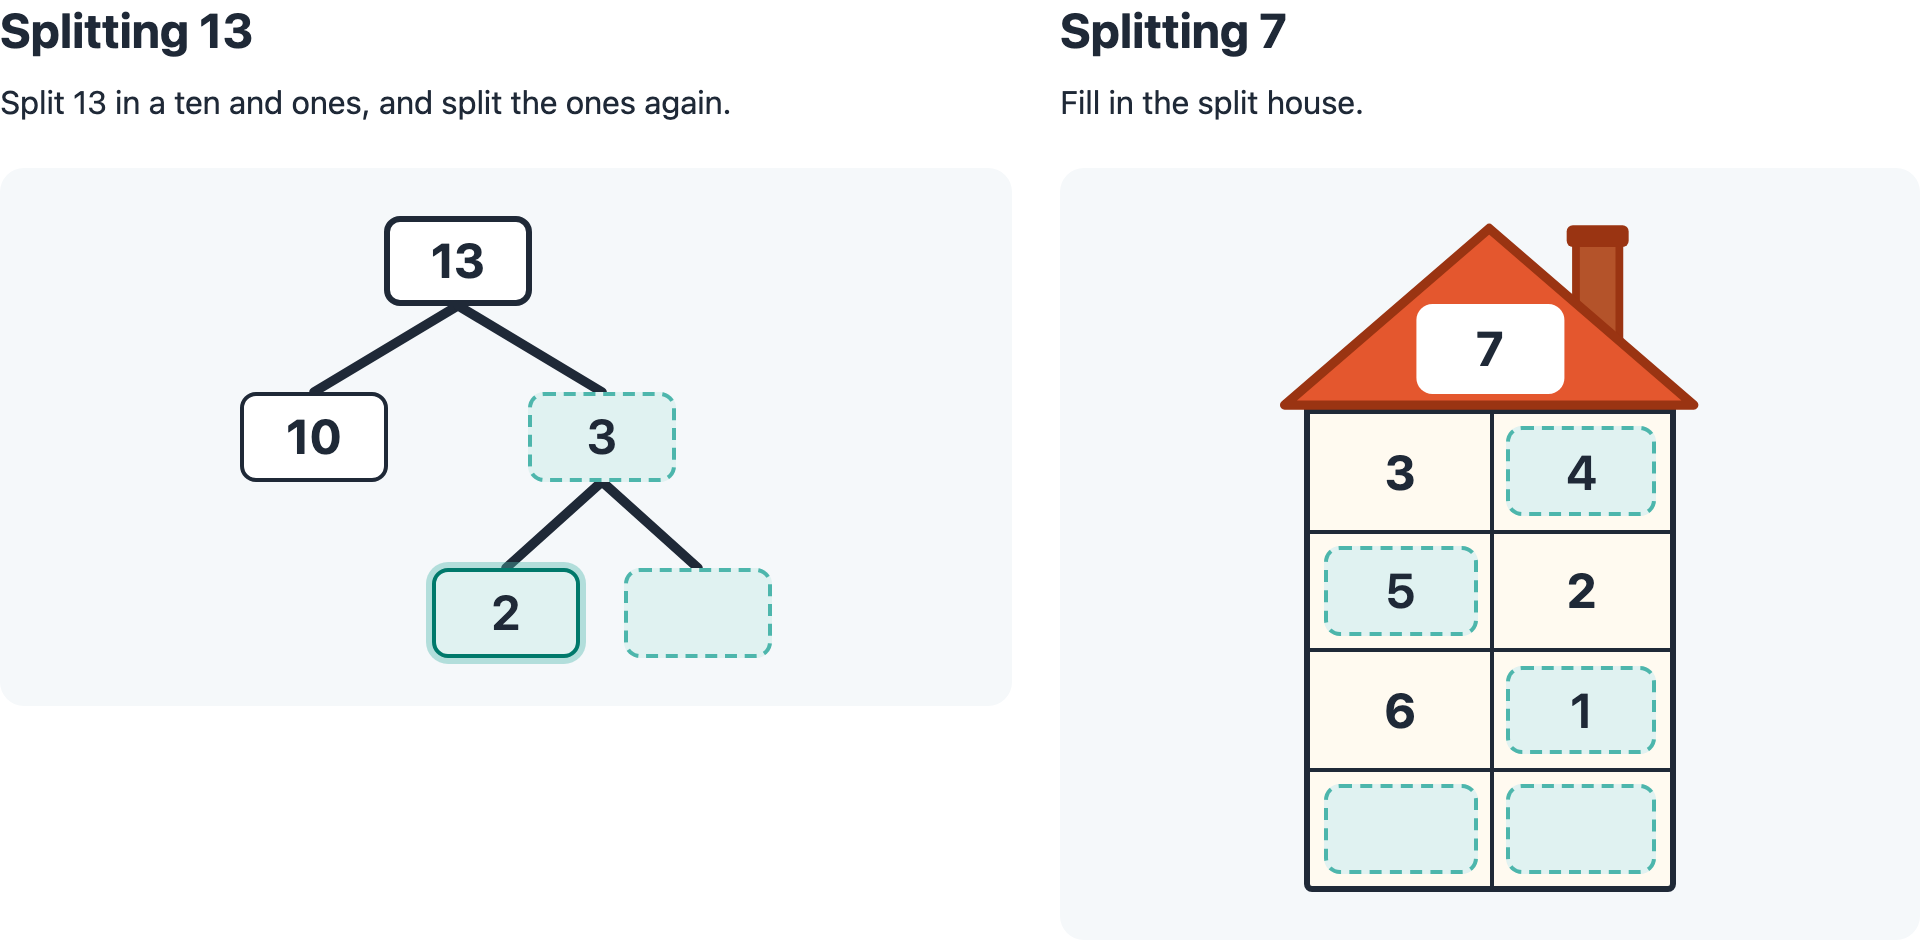 Splitting 13
Split 13 in a ten and ones, and split the ones again.
13
10 3
2
Splitting 7
Fill in the split house.
7
3 4
5 2
6 1